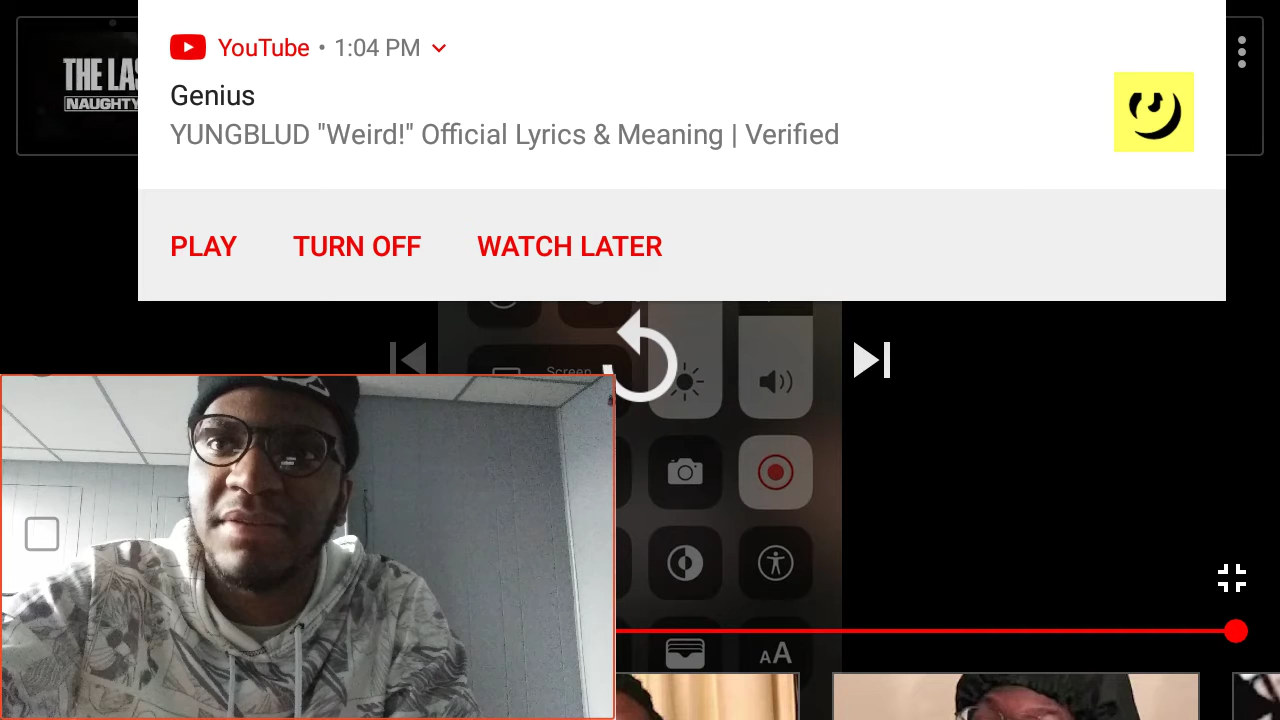 YouTube • 1:04 PM
Genius
YUNGBLUD "Weird!" Official Lyrics & Meaning | Verified
PLAY TURN OFF WATCH LATER
THE LAS
NAUGHTY
Screen
AA